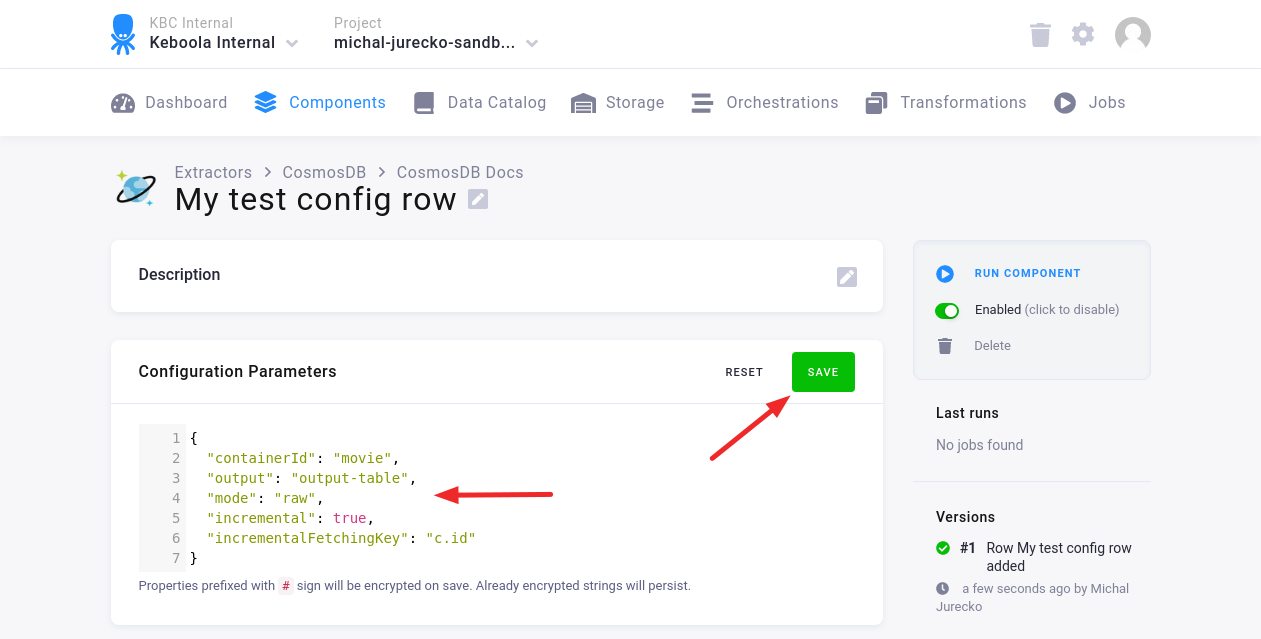 KBC Internal
Keboola Internal
Project
michal-jurecko-sandb...
Dashboard
Components
Data Catalog
Storage
Orchestrations
Transformations
Jobs
Extractors > CosmosDB > CosmosDB Docs
My test config row
Description
Configuration Parameters
RESET
SAVE
1 {
2 "containerId": "movie",
3 "output": "output-table",
4 "mode": "raw",
5 "incremental": true,
6 "incrementalFetchingKey": "c.id"
7 }
Properties prefixed with # sign will be encrypted on save. Already encrypted strings will persist.
RUN COMPONENT
Enabled (click to disable)
Delete
Last runs
No jobs found
Versions
#1 Row My test config row
added
a few seconds ago by Michal
Jurecko